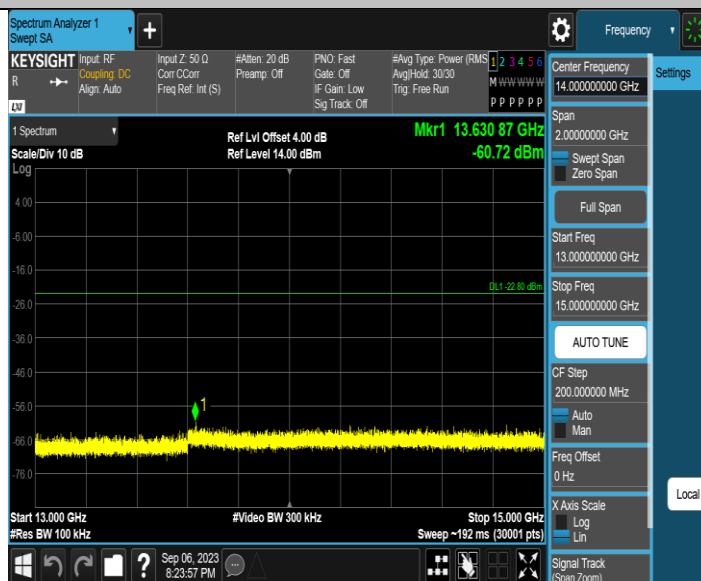 Spectrum Analyzer 1
Swept SA
+
Frequency
KEYSIGHT
R
LXI
Input: RF
Coupling: DC
Align: Auto
Input Z: 50 Ω
Corr CCorr
Freq Ref: Int (S)
#Atten: 20 dB
Preamp: Off
PNO: Fast
Gate: Off
IF Gain: Low
Sig Track: Off
#Avg Type: Power (RMS
Avg|Hold: 30/30
Trig: Free Run
1 2 3 4 5 6
M W W W W W
P P P P P P
1 Spectrum
Scale/Div 10 dB
Log
Ref Lvl Offset 4.00 dB
Ref Level 14.00 dBm
Mkr1 13.630 87 GHz
-60.72 dBm
4.00
-6.00
-16.0
DL1 -22.80 dBm
-26.0
-36.0
-46.0
-56.0
1
-66.0
-76.0
Start 13.000 GHz
#Res BW 100 kHz
#Video BW 300 kHz
Stop 15.000 GHz
Sweep ~192 ms (30001 pts)
?
Sep 06, 2023
8:23:57 PM
Center Frequency
14.000000000 GHz
Span
2.00000000 GHz
Swept Span
Zero Span
Full Span
Start Freq
13.000000000 GHz
Stop Freq
15.000000000 GHz
AUTO TUNE
CF Step
200.000000 MHz
Auto
Man
Freq Offset
0 Hz
X Axis Scale
Log
Lin
Signal Track
(Span Zoom)
Settings
Local